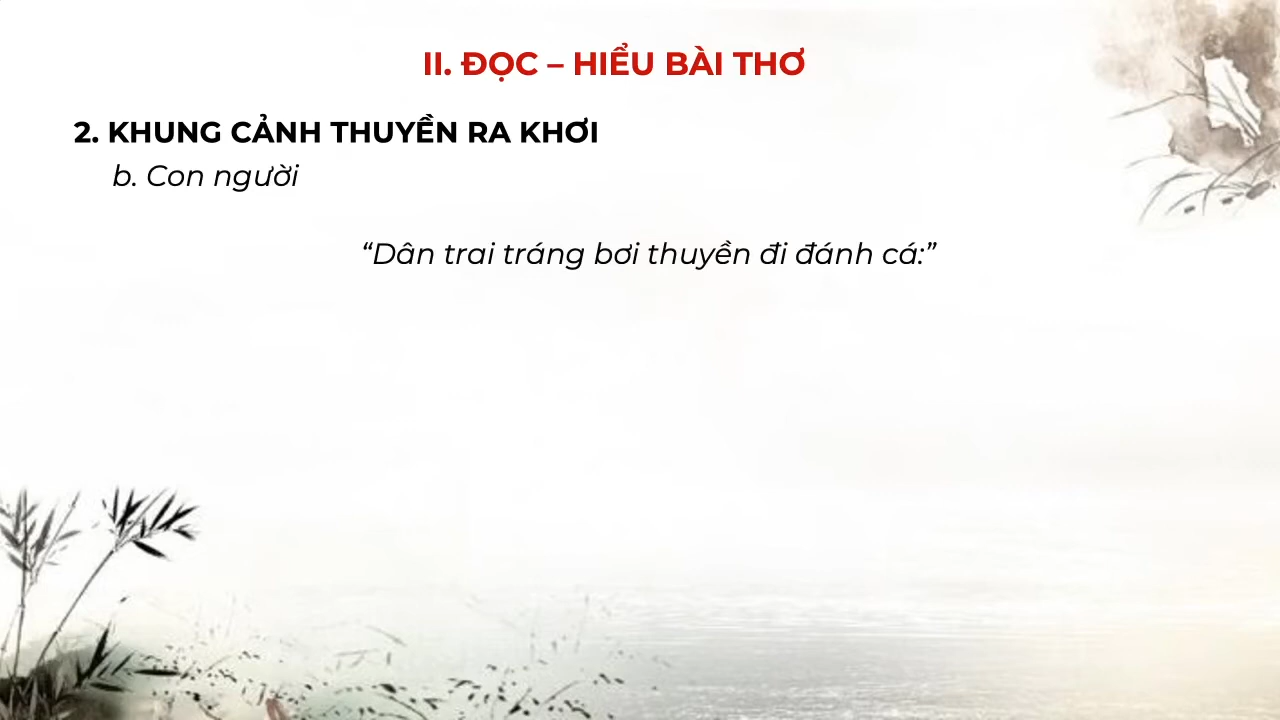 II. ĐỌC – HIỂU BÀI THƠ
2. KHUNG CẢNH THUYỀN RA KHƠI
b. Con người
“Dân trai tráng bơi thuyền đi đánh cá:”